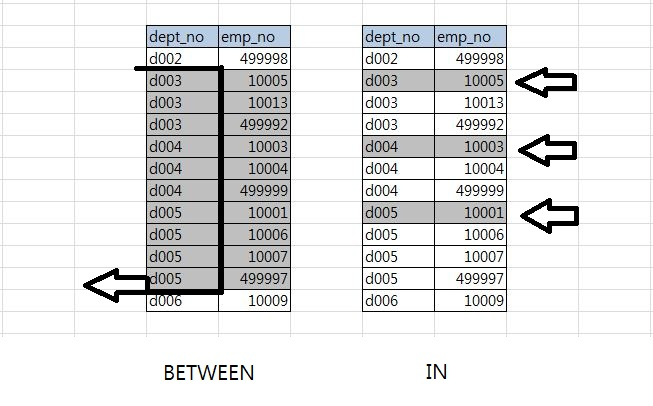 dept_no emp_no dept_no emp_no
d002 499998 d002 499998
d003 10005 d003 10005
d003 10013 d003 10013
d003 499992 d003 499992
d004 10003 d004 10003
d004 10004 d004 10004
d004 499999 d004 499999
d005 10001 d005 10001
d005 10006 d005 10006
d005 10007 d005 10007
d005 499997 d005 499997
d006 10009 d006 10009
BETWEEN IN